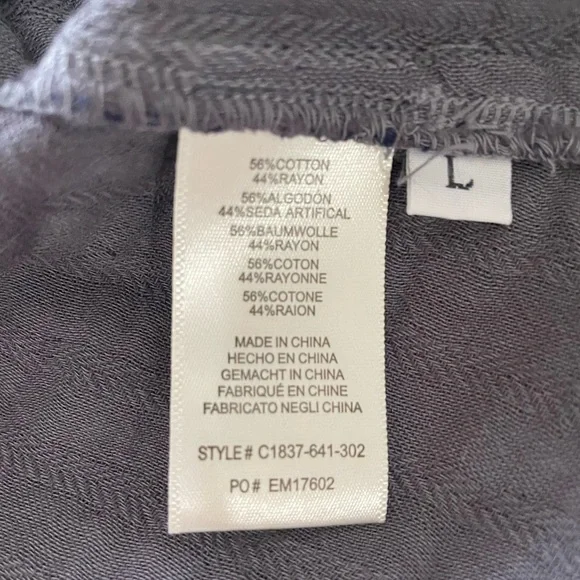 56%COTTON
44%RAYON
56%ALGODÓN
44%SEDA ARTIFICAL
56%BAUMWOLLE
44%RAYON
56%COTON
44%RAYONNE
56%COTONE
44%RAION
MADE IN CHINA
HECHO EN CHINA
GEMACHT IN CHINA
FABRIQUÉ EN CHINE
FABRICATO NEGLI CHINA
STYLE# C1837-641-302
PO# EM17602
L